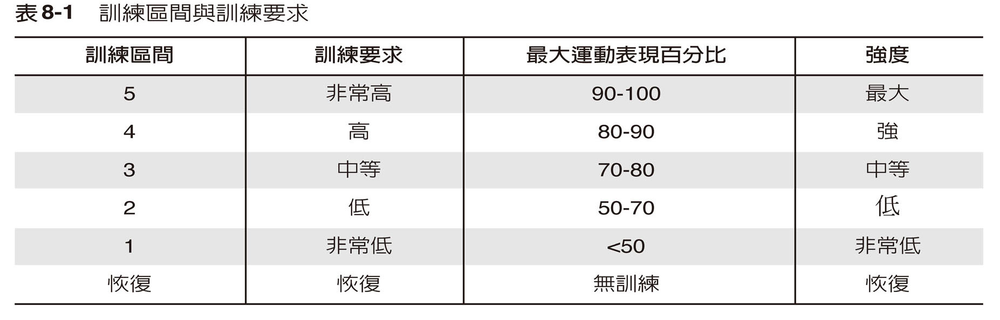 表8-1 訓練區間與訓練要求
訓練區間 訓練要求 最大運動表現百分比 強度
5 非常高 90-100 最大
4 高 80-90 強
3 中等 70-80 中等
2 低 50-70 低
1 非常低 <50 非常低
恢復 恢復 無訓練 恢復